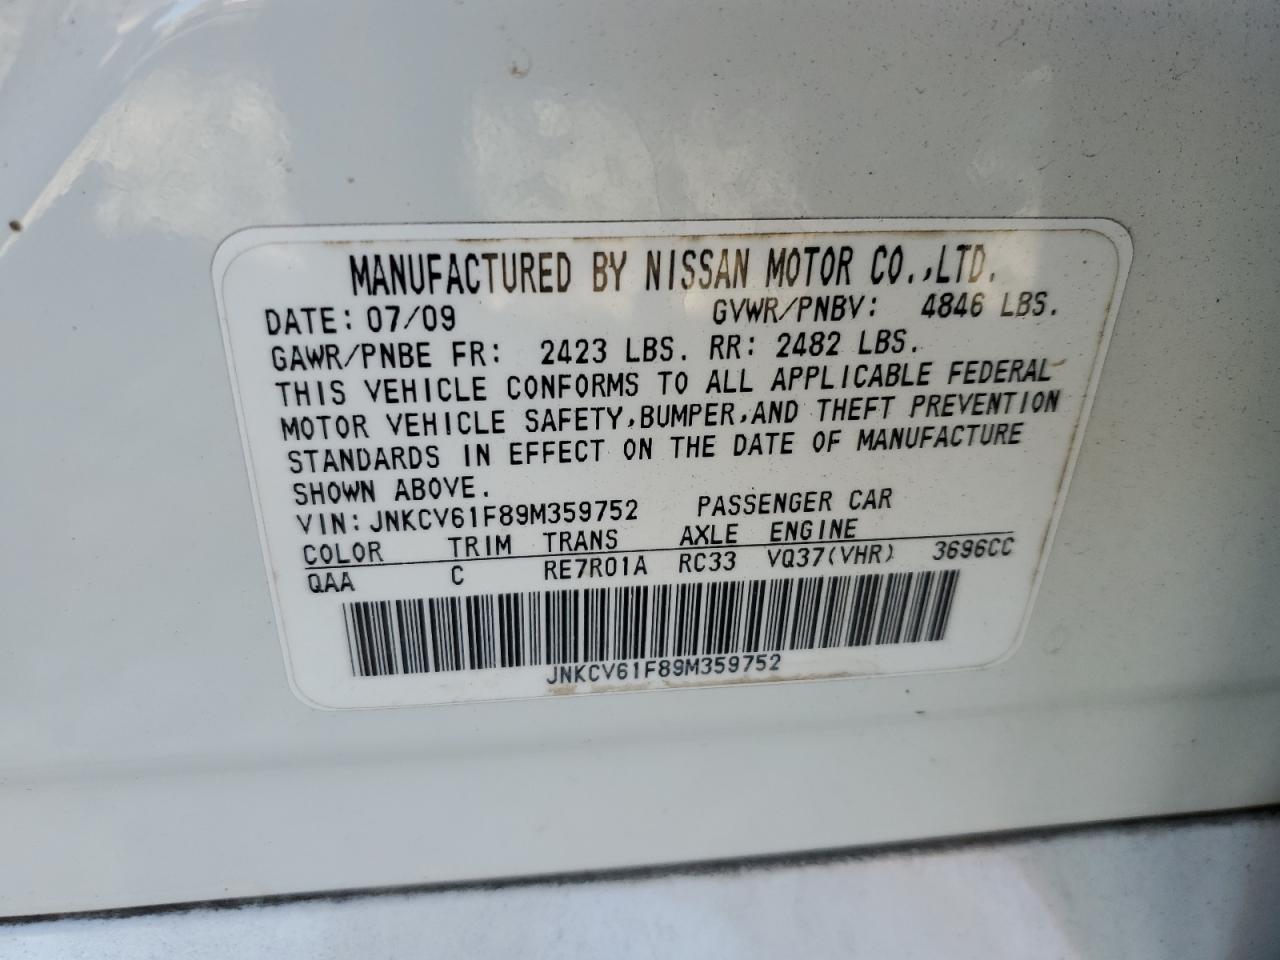 MANUFACTURED BY NISSAN MOTOR CO.,LTD.
DATE: 07/09 GVWR/PNBV: 4846 LBS.
GAWR/PNBE FR: 2423 LBS. RR: 2482 LBS.
THIS VEHICLE CONFORMS TO ALL APPLICABLE FEDERAL
MOTOR VEHICLE SAFETY,BUMPER,AND THEFT PREVENTION
STANDARDS IN EFFECT ON THE DATE OF MANUFACTURE
SHOWN ABOVE.
VIN: JNKCV61F89M359752 PASSENGER CAR
COLOR TRIM TRANS AXLE ENGINE
QAA C RE7R01A RC33 VQ37(VHR) 3696CC
JNKCV61F89M359752